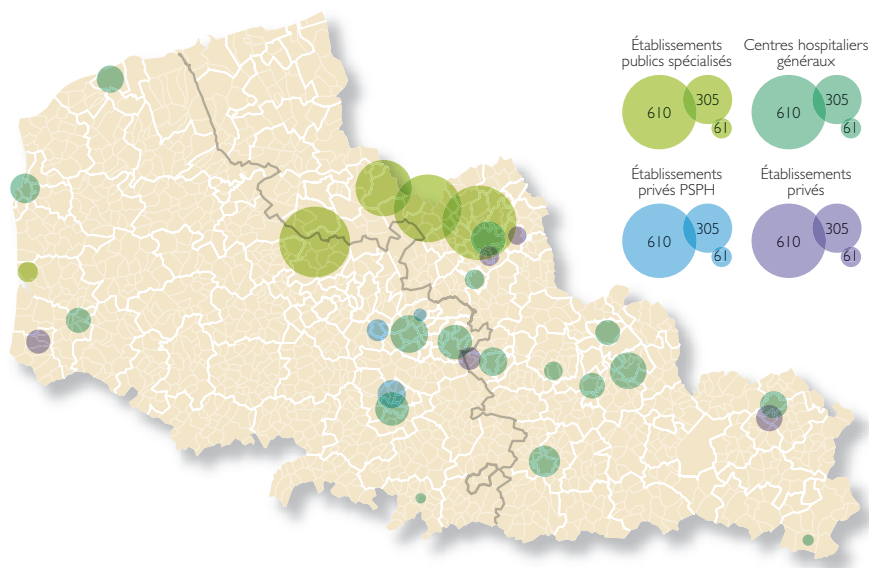 Établissements
publics spécialisés
610
305
61
Centres hospitaliers
généraux
610
305
61
Établissements
privés PSPH
610
305
61
Établissements
privés
610
305
61